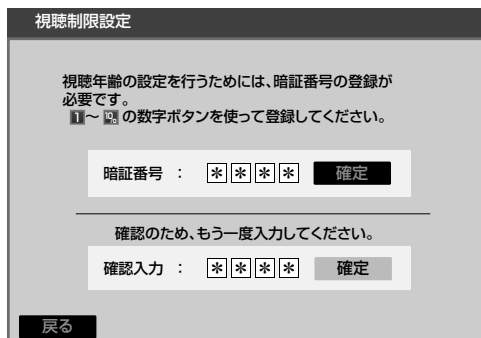 視聴制限設定
視聴年齢の設定を行うためには、暗証番号の登録が
必要です。
1～10の数字ボタンを使って登録してください。
暗証番号 ： * * * * 確定
確認のため、もう一度入力してください。
確認入力 ： * * * * 確定
戻る